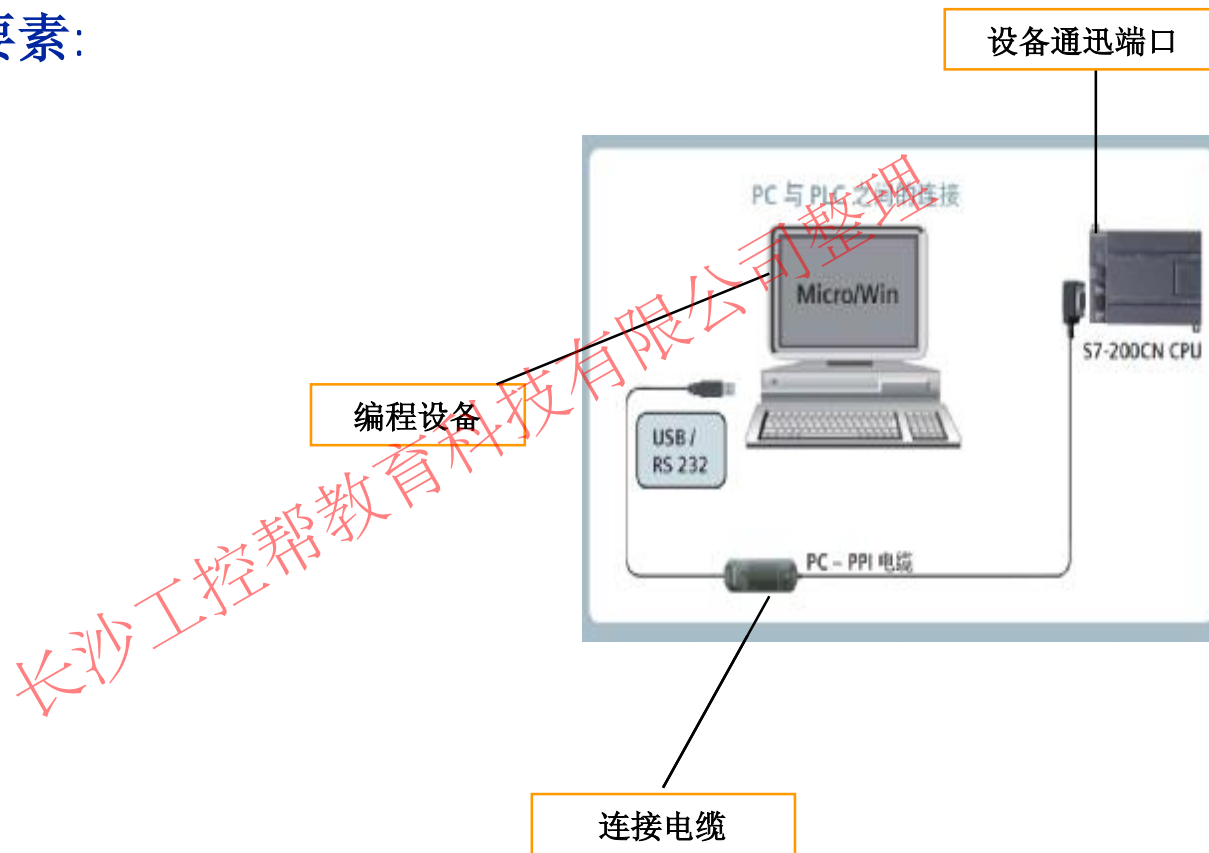 要素:
设备通迅端口
PC 与 PLC 之间的连接
Micro/Win
S7-200CN CPU
编程设备
USB /
RS 232
PC – PPI 电缆
连接电缆
长沙工控帮教育科技有限公司整理